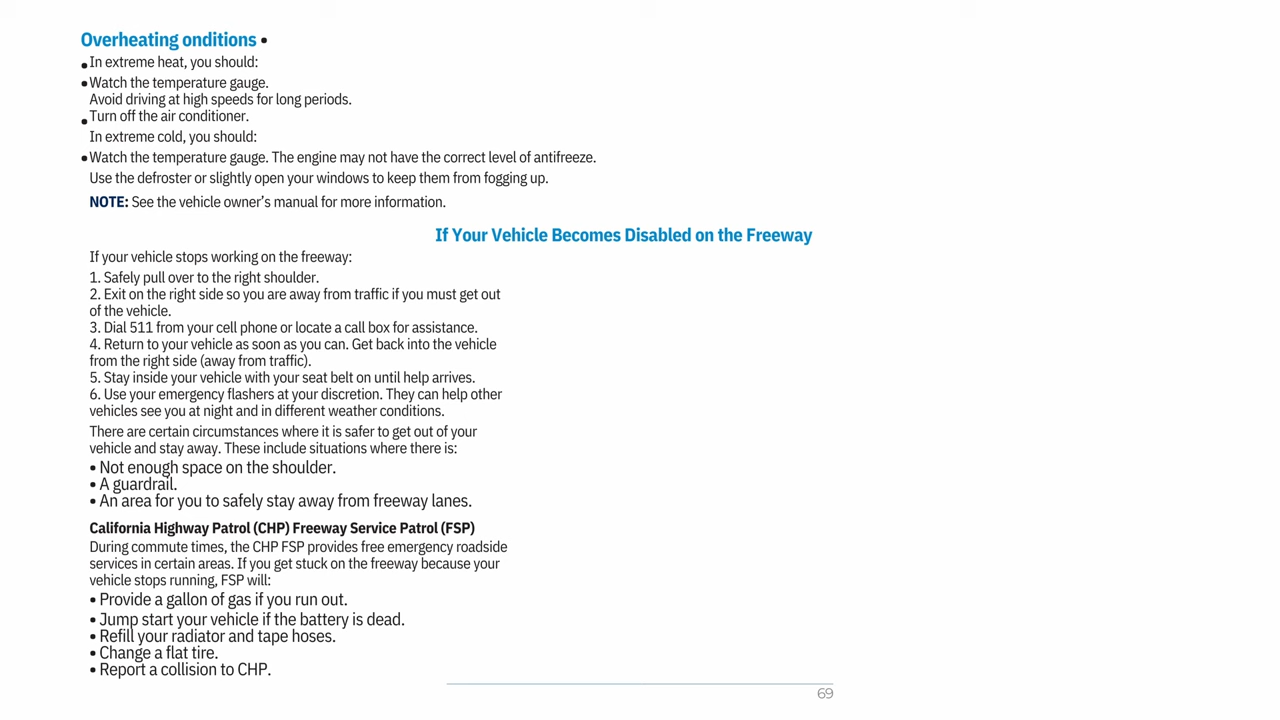 Overheating onditions •
• In extreme heat, you should:
• Watch the temperature gauge.
Avoid driving at high speeds for long periods.
• Turn off the air conditioner.
In extreme cold, you should:
• Watch the temperature gauge. The engine may not have the correct level of antifreeze.
Use the defroster or slightly open your windows to keep them from fogging up.
NOTE: See the vehicle owner’s manual for more information.
If Your Vehicle Becomes Disabled on the Freeway
If your vehicle stops working on the freeway:
1. Safely pull over to the right shoulder.
2. Exit on the right side so you are away from traffic if you must get out
of the vehicle.
3. Dial 511 from your cell phone or locate a call box for assistance.
4. Return to your vehicle as soon as you can. Get back into the vehicle
from the right side (away from traffic).
5. Stay inside your vehicle with your seat belt on until help arrives.
6. Use your emergency flashers at your discretion. They can help other
vehicles see you at night and in different weather conditions.
There are certain circumstances where it is safer to get out of your
vehicle and stay away. These include situations where there is:
• Not enough space on the shoulder.
• A guardrail.
• An area for you to safely stay away from freeway lanes.
California Highway Patrol (CHP) Freeway Service Patrol (FSP)
During commute times, the CHP FSP provides free emergency roadside
services in certain areas. If you get stuck on the freeway because your
vehicle stops running, FSP will:
• Provide a gallon of gas if you run out.
• Jump start your vehicle if the battery is dead.
• Refill your radiator and tape hoses.
• Change a flat tire.
• Report a collision to CHP.
69